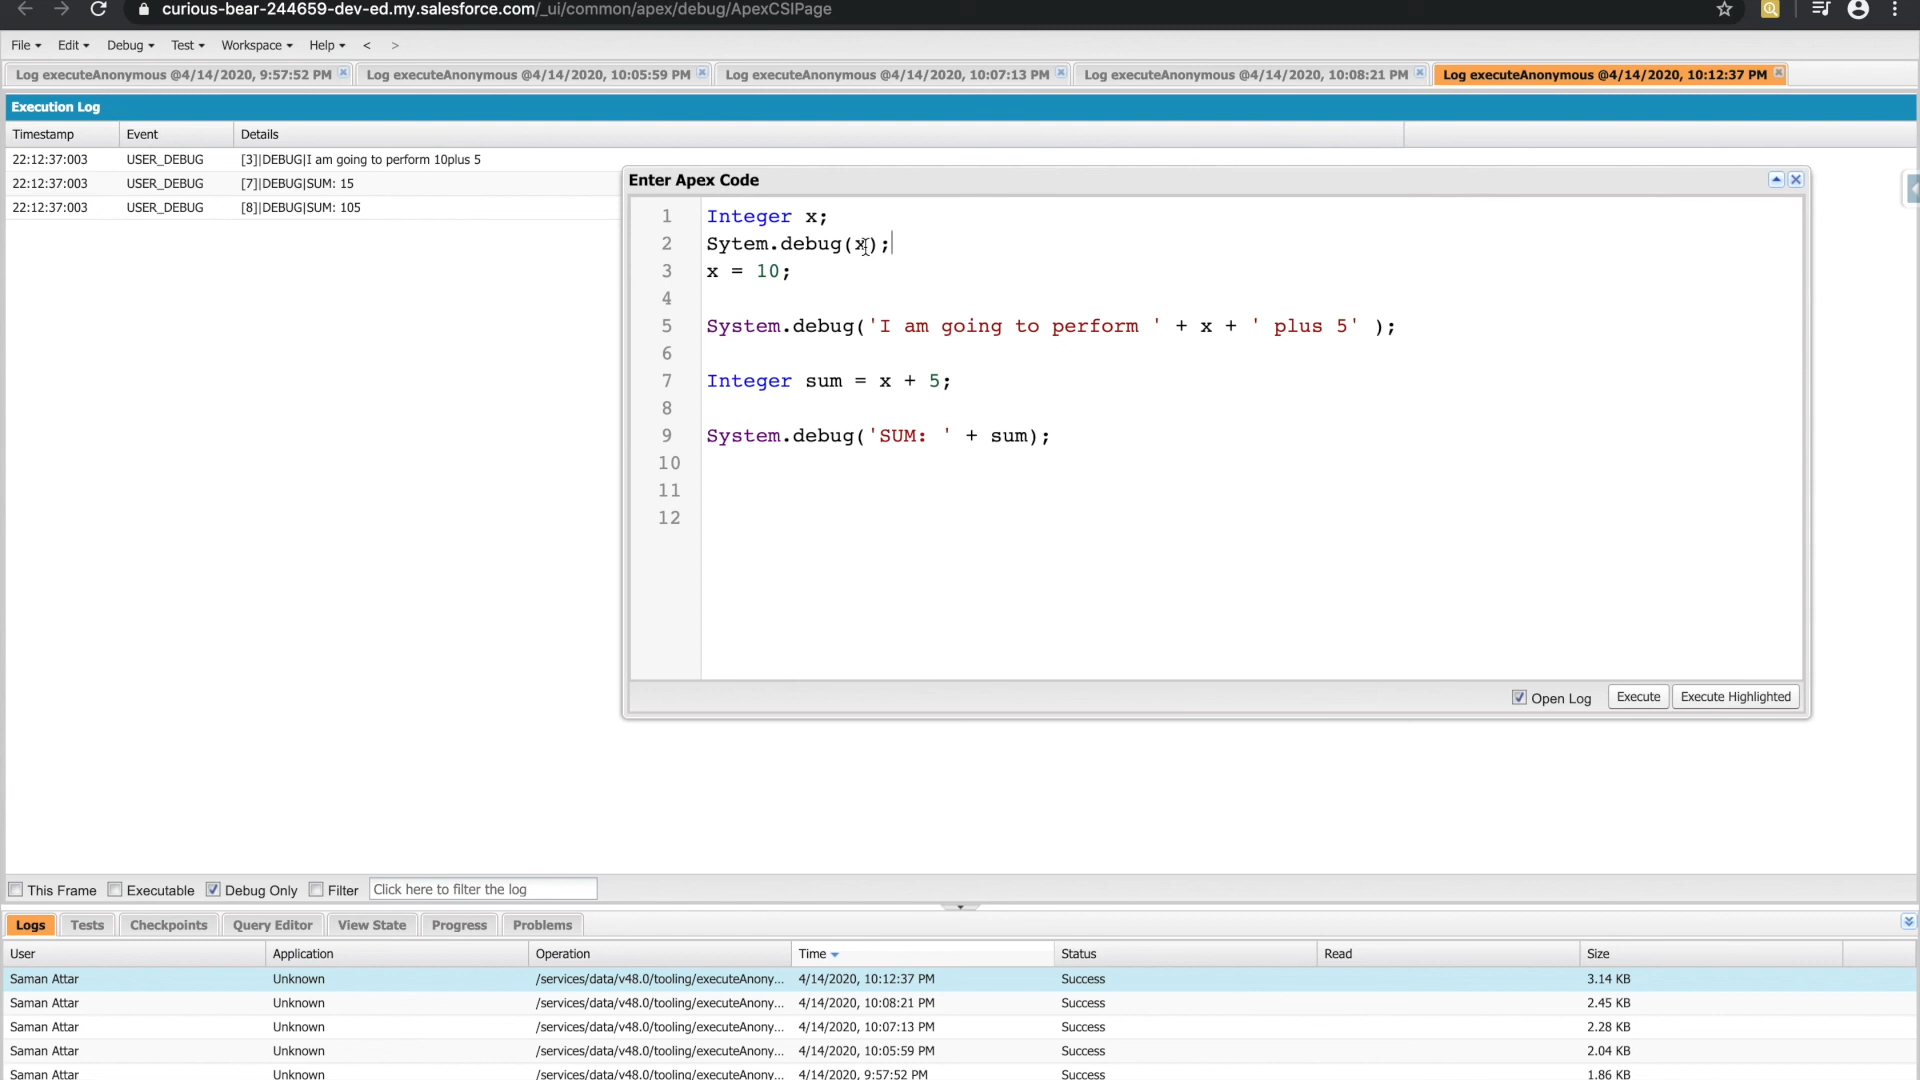 curious-bear-244659-dev-ed.my.salesforce.com/_ui/common/apex/debug/ApexCSIPage
File Edit Debug Test Workspace Help < >
Log executeAnonymous @4/14/2020, 9:57:52 PM Log executeAnonymous @4/14/2020, 10:05:59 PM Log executeAnonymous @4/14/2020, 10:07:13 PM Log executeAnonymous @4/14/2020, 10:08:21 PM Log executeAnonymous @4/14/2020, 10:12:37 PM
Execution Log
Timestamp Event Details
22:12:37:003 USER_DEBUG [3]|DEBUG|I am going to perform 10plus 5
22:12:37:003 USER_DEBUG [7]|DEBUG|SUM: 15
22:12:37:003 USER_DEBUG [8]|DEBUG|SUM: 105
Enter Apex Code
1 Integer x;
2 Sytem.debug(x);
3 x = 10;
4
5 System.debug('I am going to perform ' + x + ' plus 5' );
6
7 Integer sum = x + 5;
8
9 System.debug('SUM: ' + sum);
10
11
12
Open Log Execute Execute Highlighted
This Frame Executable Debug Only Filter Click here to filter the log
Logs Tests Checkpoints Query Editor View State Progress Problems
User Application Operation Time Status Read Size
Saman Attar Unknown /services/data/v48.0/tooling/executeAnony... 4/14/2020, 10:12:37 PM Success 3.14 KB
Saman Attar Unknown /services/data/v48.0/tooling/executeAnony... 4/14/2020, 10:08:21 PM Success 2.45 KB
Saman Attar Unknown /services/data/v48.0/tooling/executeAnony... 4/14/2020, 10:07:13 PM Success 2.28 KB
Saman Attar Unknown /services/data/v48.0/tooling/executeAnony... 4/14/2020, 10:05:59 PM Success 2.04 KB
Saman Attar Unknown /services/data/v48.0/tooling/executeAnony... 4/14/2020, 9:57:52 PM Success 1.86 KB